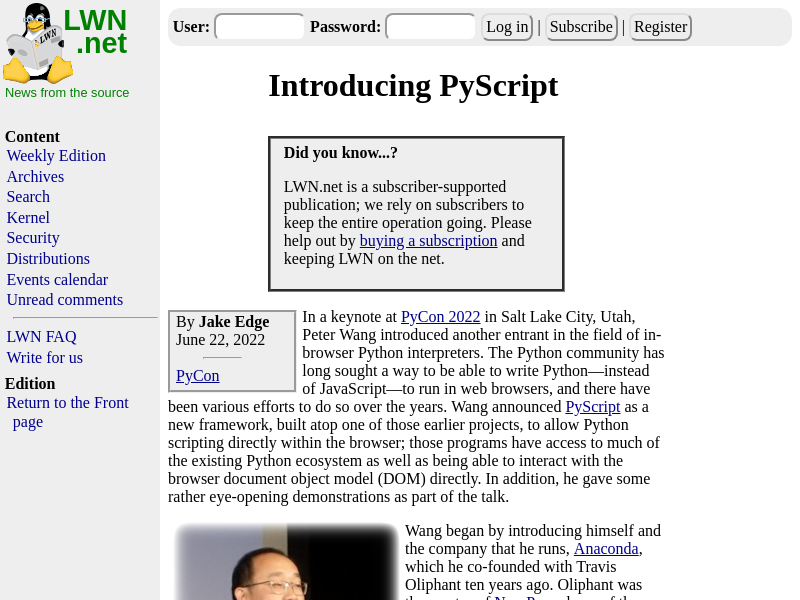 LWN
.net
LWN
News from the source
User:
Password:
Log in | Subscribe | Register
Content
Weekly Edition
Archives
Search
Kernel
Security
Distributions
Events calendar
Unread comments
LWN FAQ
Write for us
Edition
Return to the Front
page
Introducing PyScript
Did you know...?
LWN.net is a subscriber-supported
publication; we rely on subscribers to
keep the entire operation going. Please
help out by buying a subscription and
keeping LWN on the net.
By Jake Edge
June 22, 2022
PyCon
In a keynote at PyCon 2022 in Salt Lake City, Utah,
Peter Wang introduced another entrant in the field of in-
browser Python interpreters. The Python community has
long sought a way to be able to write Python—instead
of JavaScript—to run in web browsers, and there have
been various efforts to do so over the years. Wang announced PyScript as a
new framework, built atop one of those earlier projects, to allow Python
scripting directly within the browser; those programs have access to much of
the existing Python ecosystem as well as being able to interact with the
browser document object model (DOM) directly. In addition, he gave some
rather eye-opening demonstrations as part of the talk.
Wang began by introducing himself and
the company that he runs, Anaconda,
which he co-founded with Travis
Oliphant ten years ago. Oliphant was